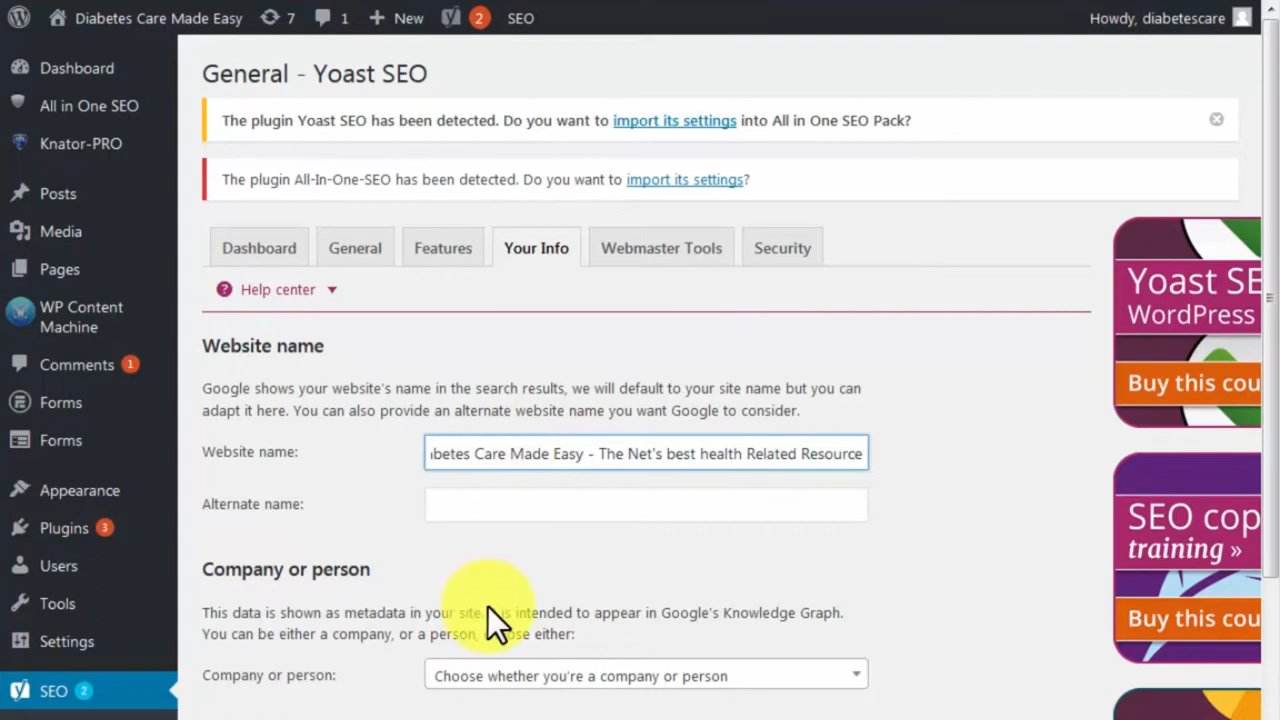 Diabetes Care Made Easy 7 1 New 2 SEO Howdy, diabetescare
Dashboard
All in One SEO
Knator-PRO
Posts
Media
Pages
WP Content
Machine
Comments 1
Forms
Forms
Appearance
Plugins 3
Users
Tools
Settings
SEO 2
General - Yoast SEO
The plugin Yoast SEO has been detected. Do you want to import its settings into All in One SEO Pack?
The plugin All-In-One-SEO has been detected. Do you want to import its settings?
Dashboard General Features Your Info Webmaster Tools Security
? Help center
Website name
Google shows your website's name in the search results, we will default to your site name but you can
adapt it here. You can also provide an alternate website name you want Google to consider.
Website name: abetes Care Made Easy - The Net's best health Related Resource
Alternate name:
Company or person
This data is shown as metadata in your site. is intended to appear in Google's Knowledge Graph.
You can be either a company, or a person, either:
Company or person: Choose whether you're a company or person
Yoast SE
WordPress
Buy this cou
SEO cop
training »
Buy this cou